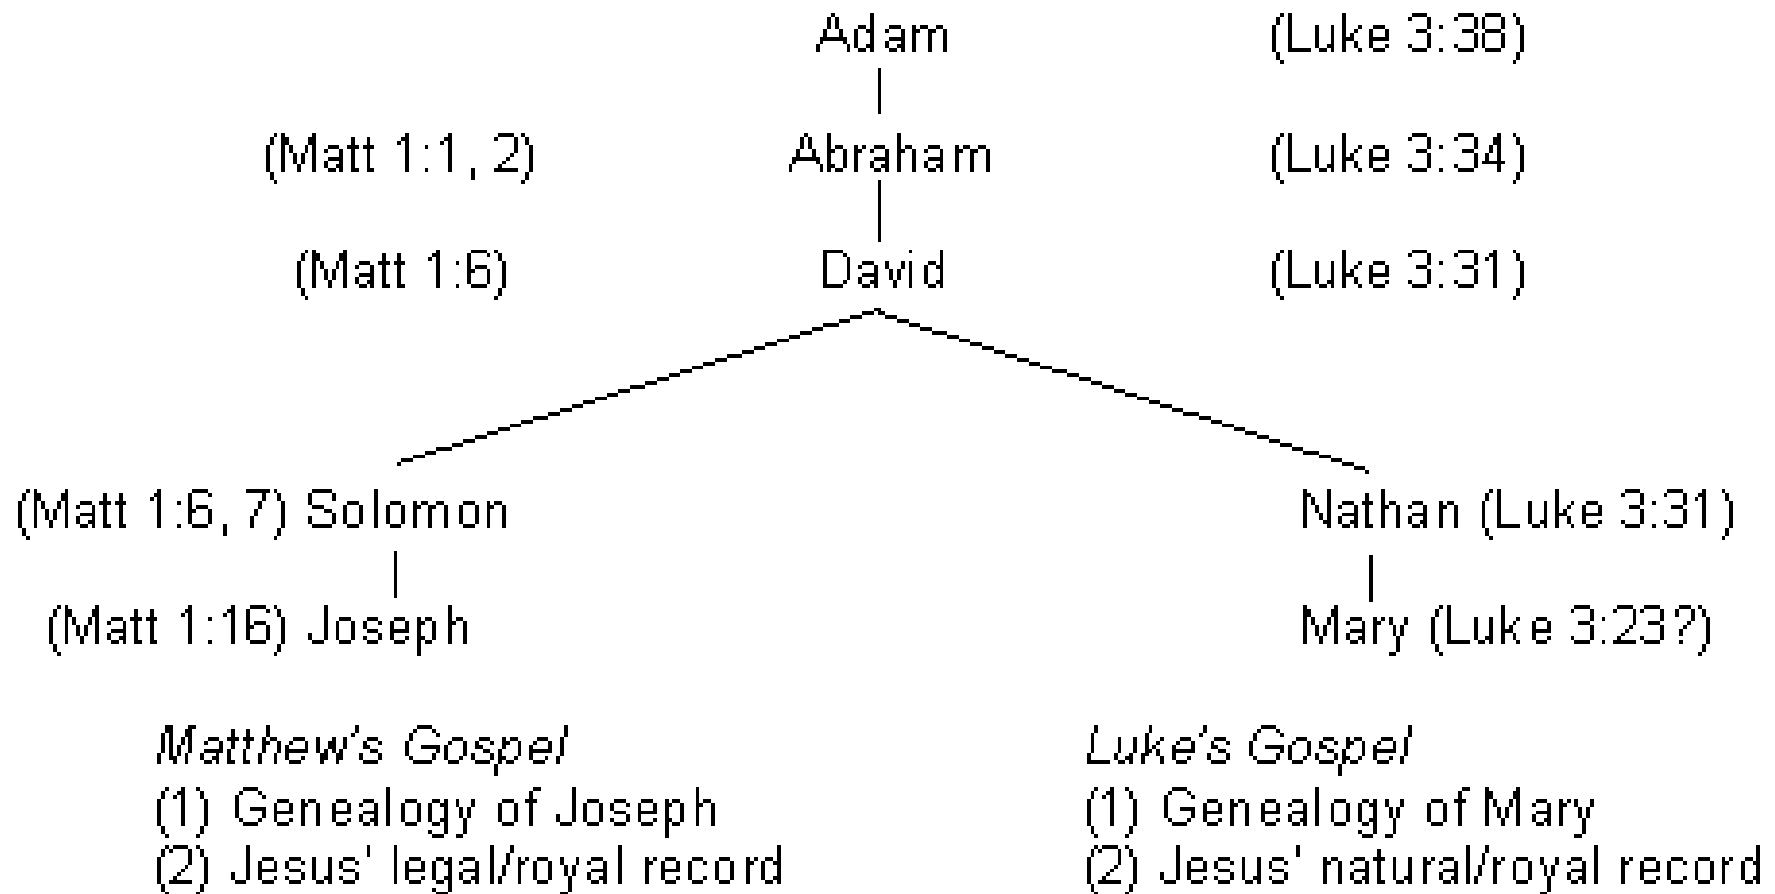 Adam (Luke 3:38)
(Matt 1:1, 2) Abraham (Luke 3:34)
(Matt 1:6) David (Luke 3:31)
(Matt 1:6, 7) Solomon Nathan (Luke 3:31)
(Matt 1:16) Joseph Mary (Luke 3:23?)
Matthew's Gospel
(1) Genealogy of Joseph
(2) Jesus' legal/royal record
Luke's Gospel
(1) Genealogy of Mary
(2) Jesus' natural/royal record